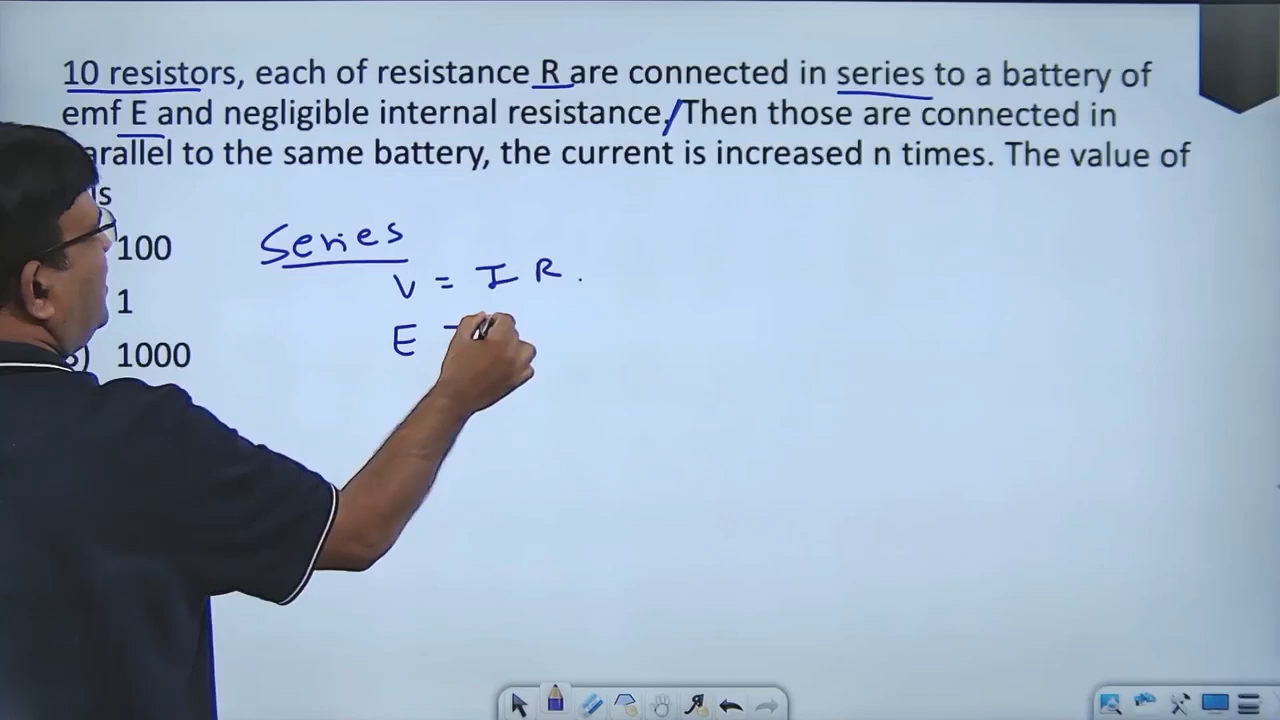 10 resistors, each of resistance R are connected in series to a battery of
emf E and negligible internal resistance. Then those are connected in
parallel to the same battery, the current is increased n times. The value of
is
100
1
1000
Series
V = I R .
E